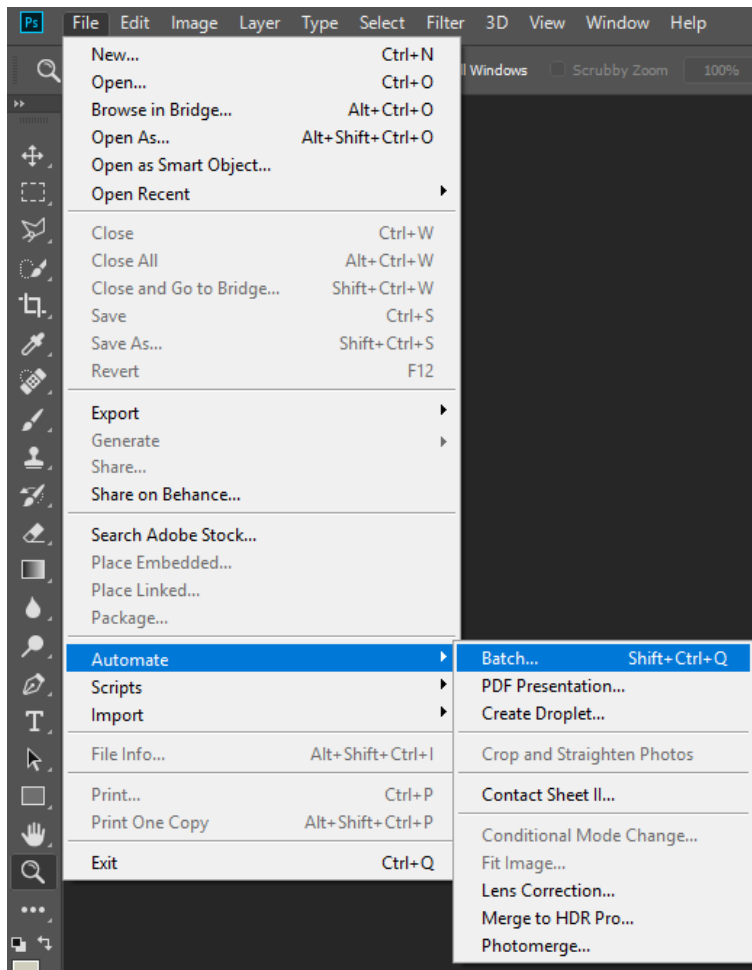 Ps File Edit Image Layer Type Select Filter 3D View Window Help
ll Windows Scrubby Zoom 100%
New... Ctrl+N
Open... Ctrl+O
Browse in Bridge... Alt+Ctrl+O
Open As... Alt+Shift+Ctrl+O
Open as Smart Object...
Open Recent
Close Ctrl+W
Close All Alt+Ctrl+W
Close and Go to Bridge... Shift+Ctrl+W
Save Ctrl+S
Save As... Shift+Ctrl+S
Revert F12
Export
Generate
Share...
Share on Behance...
Search Adobe Stock...
Place Embedded...
Place Linked...
Package...
Automate
Scripts
Import
File Info... Alt+Shift+Ctrl+I
Print... Ctrl+P
Print One Copy Alt+Shift+Ctrl+P
Exit Ctrl+Q
Batch... Shift+Ctrl+Q
PDF Presentation...
Create Droplet...
Crop and Straighten Photos
Contact Sheet II...
Conditional Mode Change...
Fit Image...
Lens Correction...
Merge to HDR Pro...
Photomerge...